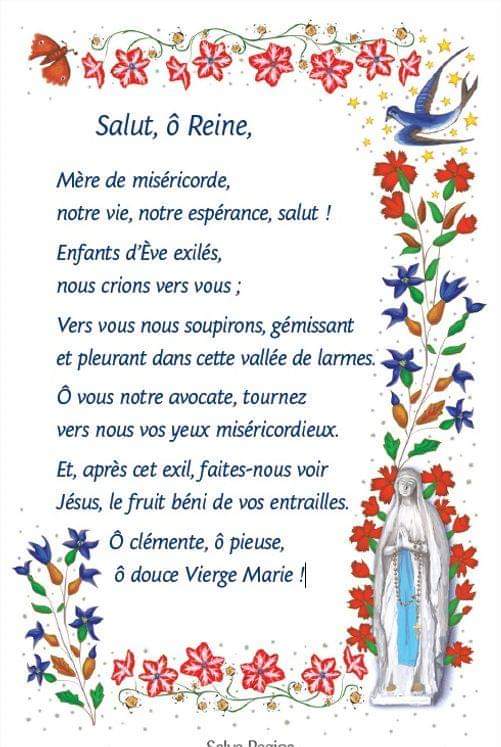 Salut, ô Reine,
Mère de miséricorde,
notre vie, notre espérance, salut !
Enfants d'Ève exilés,
nous crions vers vous ;
Vers vous nous soupirons, gémissant
et pleurant dans cette vallée de larmes.
Ô vous notre avocate, tournez
vers nous vos yeux miséricordieux.
Et, après cet exil, faites-nous voir
Jésus, le fruit béni de vos entrailles.
Ô clémente, ô pieuse,
ô douce Vierge Marie !
Salve Regina